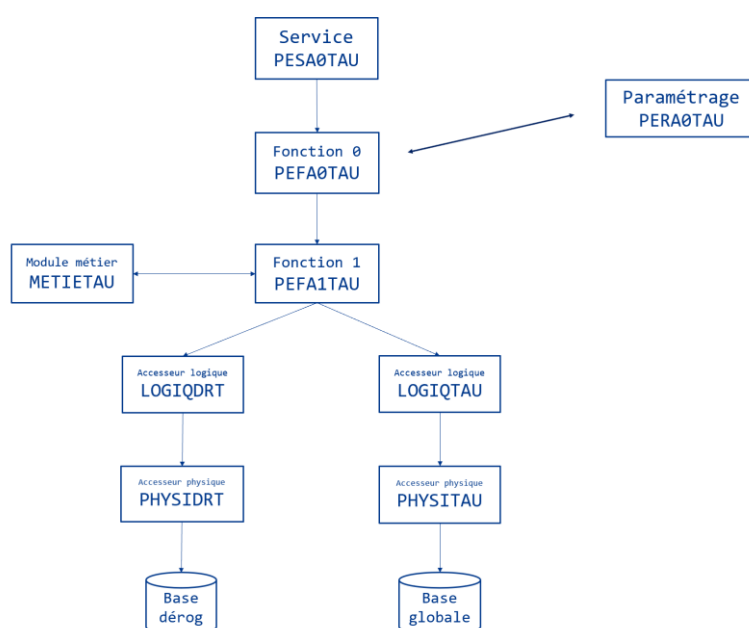 Service
PESA0TAU
Paramétrage
PERA0TAU
Fonction 0
PEFA0TAU
Module métier
METIETAU
Fonction 1
PEFA1TAU
Accesseur logique
LOGIQDRT
Accesseur logique
LOGIQTAU
Accesseur physique
PHYSIDRT
Accesseur physique
PHYSITAU
Base
dérog
Base
globale